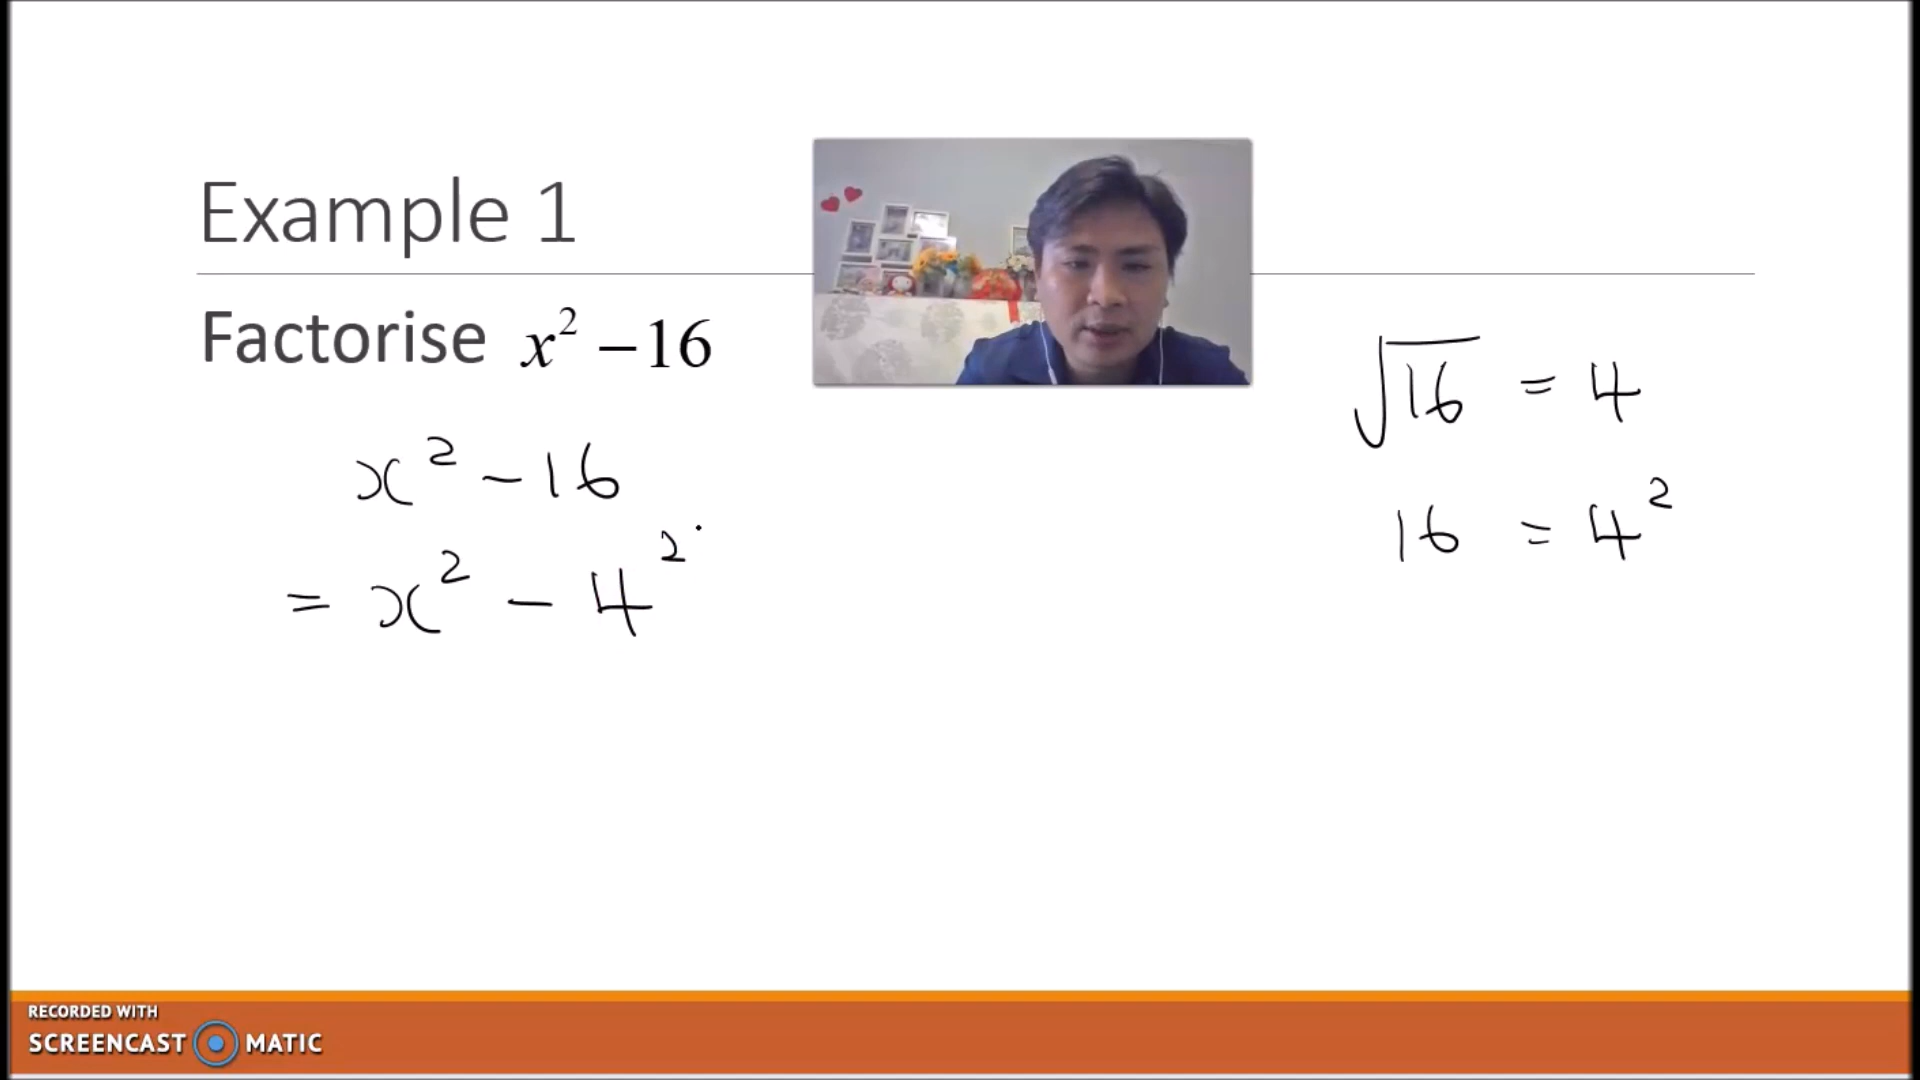 Example 1
Factorise x² – 16
√16 = 4
x² – 16
16 = 4²
= x² – 4²
RECORDED WITH
SCREENCAST MATIC